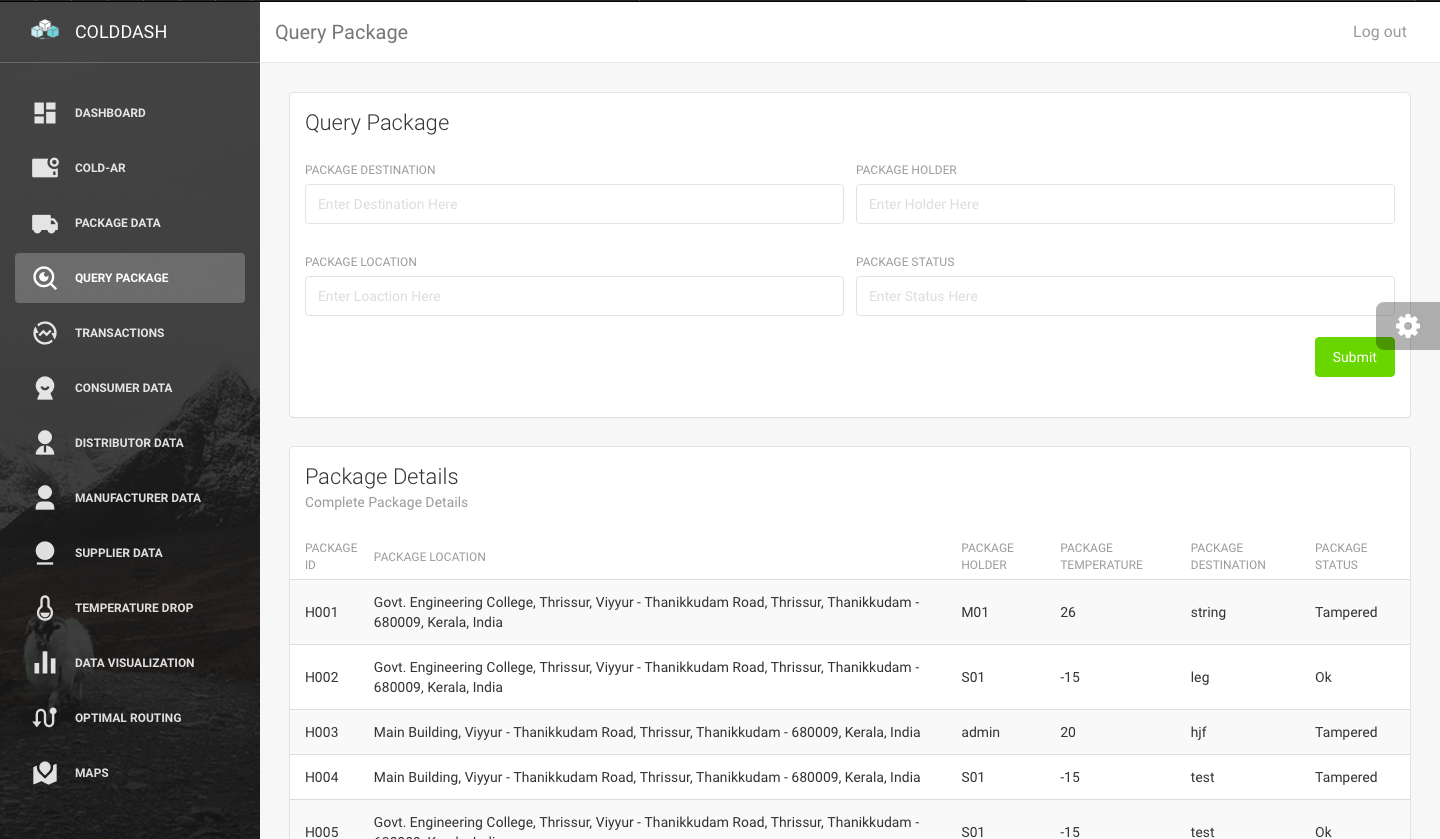 COLDDASH
DASHBOARD
COLD-AR
PACKAGE DATA
QUERY PACKAGE
TRANSACTIONS
CONSUMER DATA
DISTRIBUTOR DATA
MANUFACTURER DATA
SUPPLIER DATA
TEMPERATURE DROP
DATA VISUALIZATION
OPTIMAL ROUTING
MAPS
Query Package
Log out
Query Package
PACKAGE DESTINATION
PACKAGE HOLDER
Enter Destination Here
Enter Holder Here
PACKAGE LOCATION
PACKAGE STATUS
Enter Loaction Here
Enter Status Here
Submit
Package Details
Complete Package Details
PACKAGE ID PACKAGE LOCATION PACKAGE HOLDER PACKAGE TEMPERATURE PACKAGE DESTINATION PACKAGE STATUS
H001 Govt. Engineering College, Thrissur, Viyyur - Thanikkudam Road, Thrissur, Thanikkudam - M01 26 string Tampered
680009, Kerala, India
H002 Govt. Engineering College, Thrissur, Viyyur - Thanikkudam Road, Thrissur, Thanikkudam - S01 -15 leg Ok
680009, Kerala, India
H003 Main Building, Viyyur - Thanikkudam Road, Thrissur, Thanikkudam - 680009, Kerala, India admin 20 hjf Tampered
H004 Main Building, Viyyur - Thanikkudam Road, Thrissur, Thanikkudam - 680009, Kerala, India S01 -15 test Tampered
H005 Govt. Engineering College, Thrissur, Viyyur - Thanikkudam Road, Thrissur, Thanikkudam - S01 -15 test Ok